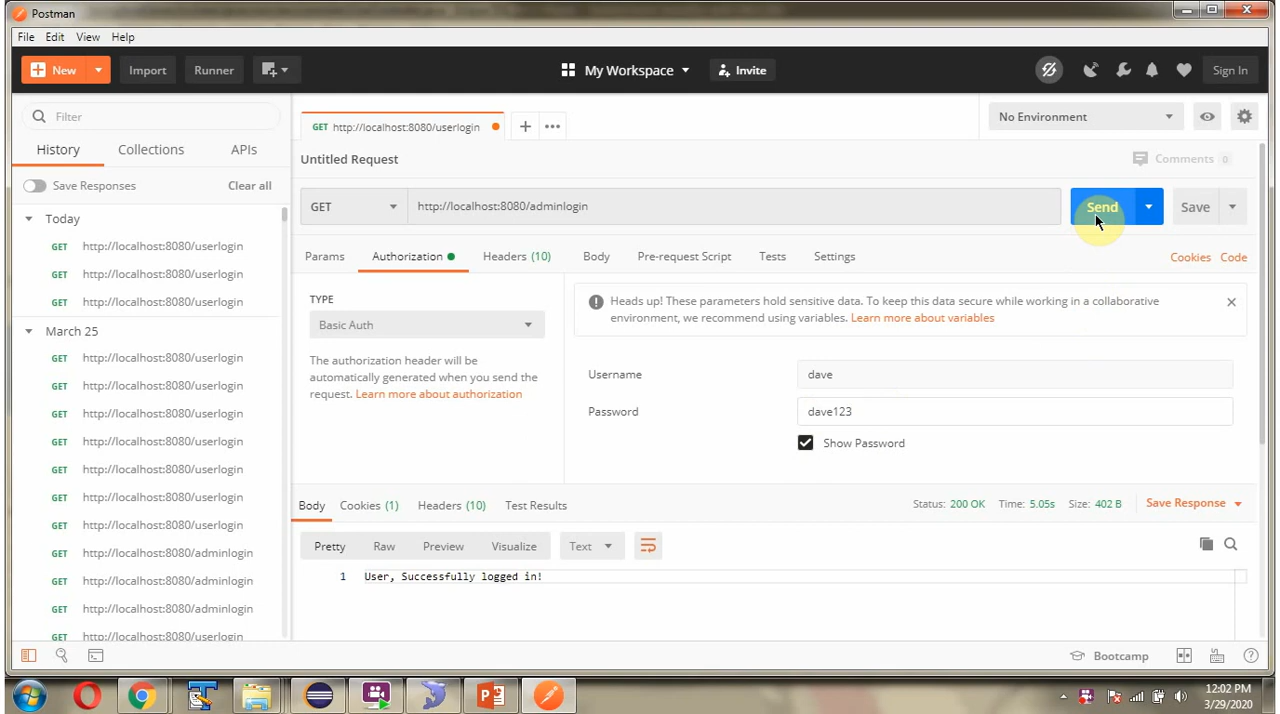 Postman
File Edit View Help
New Import Runner My Workspace Invite Sign In
Filter
History Collections APIs
Save Responses Clear all
Today
GET http://localhost:8080/userlogin
GET http://localhost:8080/userlogin
GET http://localhost:8080/userlogin
March 25
GET http://localhost:8080/userlogin
GET http://localhost:8080/userlogin
GET http://localhost:8080/userlogin
GET http://localhost:8080/userlogin
GET http://localhost:8080/userlogin
GET http://localhost:8080/userlogin
GET http://localhost:8080/userlogin
GET http://localhost:8080/adminlogin
GET http://localhost:8080/adminlogin
GET http://localhost:8080/adminlogin
GET http://localhost:8080/userlogin
GET http://localhost:8080/userlogin
No Environment
Untitled Request
Comments 0
GET http://localhost:8080/adminlogin Send Save
Params Authorization Headers (10) Body Pre-request Script Tests Settings Cookies Code
TYPE
Basic Auth
The authorization header will be
automatically generated when you send the
request. Learn more about authorization
Heads up! These parameters hold sensitive data. To keep this data secure while working in a collaborative
environment, we recommend using variables. Learn more about variables
Username dave
Password dave123
Show Password
Body Cookies (1) Headers (10) Test Results Status: 200 OK Time: 5.05s Size: 402 B Save Response
Pretty Raw Preview Visualize Text
1 User, Successfully logged in!
Bootcamp
12:02 PM
3/29/2020